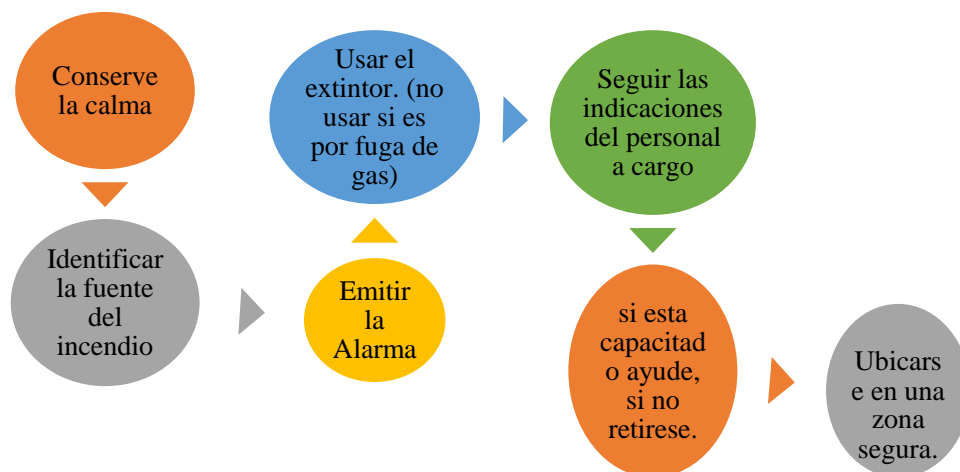 Conserve
la calma
Identificar
la fuente
del
incendio
Emitir
la
Alarma
Usar el
extintor. (no
usar si es
por fuga de
gas)
Seguir las
indicaciones
del personal
a cargo
si esta
capacitad
o ayude,
si no
retirese.
Ubicars
e en una
zona
segura.